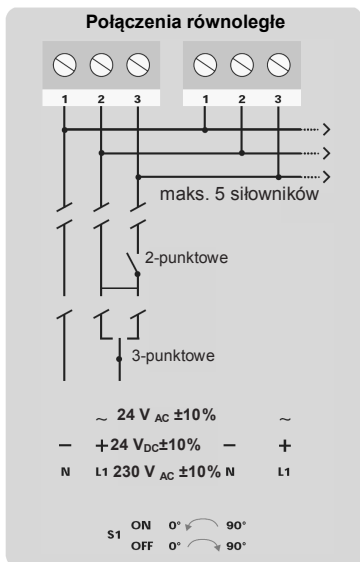 Połączenia równoległe
1 2 3 1 2 3
maks. 5 siłowników
2-punktowe
3-punktowe
~ 24 V AC ±10% ~
− +24 VDC±10% − +
N L1 230 V AC ±10% N L1
S1 ON 0° 90°
OFF 0° 90°